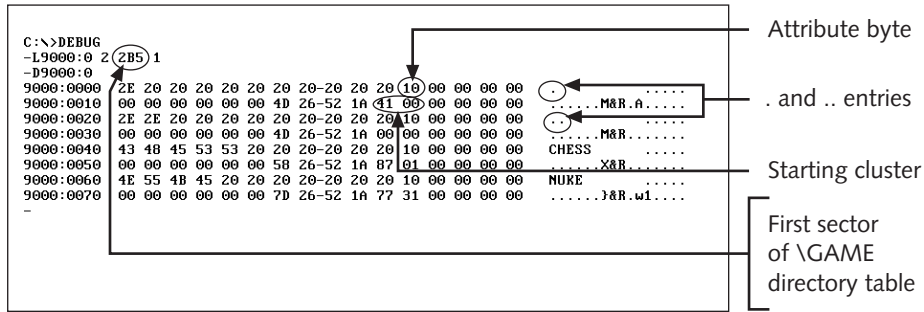 C:\>DEBUG
-L9000:0 2 2B5 1
-D9000:0
9000:0000 2E 20 20 20 20 20 20 20-20 20 20 10 00 00 00 00 . .....
9000:0010 00 00 00 00 00 00 4D 26-52 1A 41 00 00 00 00 00 ......M&R.A.....
9000:0020 2E 2E 20 20 20 20 20 20-20 20 20 10 00 00 00 00 .. .....
9000:0030 00 00 00 00 00 00 4D 26-52 1A 00 00 00 00 00 00 ......M&R.......
9000:0040 43 48 45 53 53 20 20 20-20 20 20 10 00 00 00 00 CHESS .....
9000:0050 00 00 00 00 00 00 58 26-52 1A 87 01 00 00 00 00 ......X&R.......
9000:0060 4E 55 4B 45 20 20 20 20-20 20 20 10 00 00 00 00 NUKE .....
9000:0070 00 00 00 00 00 00 7D 26-52 1A 77 31 00 00 00 00 ......}&R.w1....
-
Attribute byte
. and .. entries
Starting cluster
First sector
of \GAME
directory table